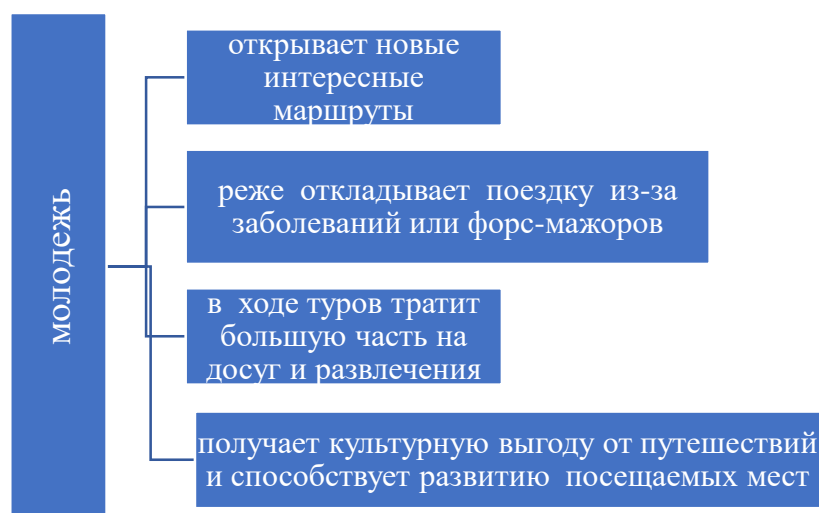 молодежь
открывает новые
интересные
маршруты
реже откладывает поездку из-за
заболеваний или форс-мажоров
в ходе туров тратит
большую часть на
досуг и развлечения
получает культурную выгоду от путешествий
и способствует развитию посещаемых мест